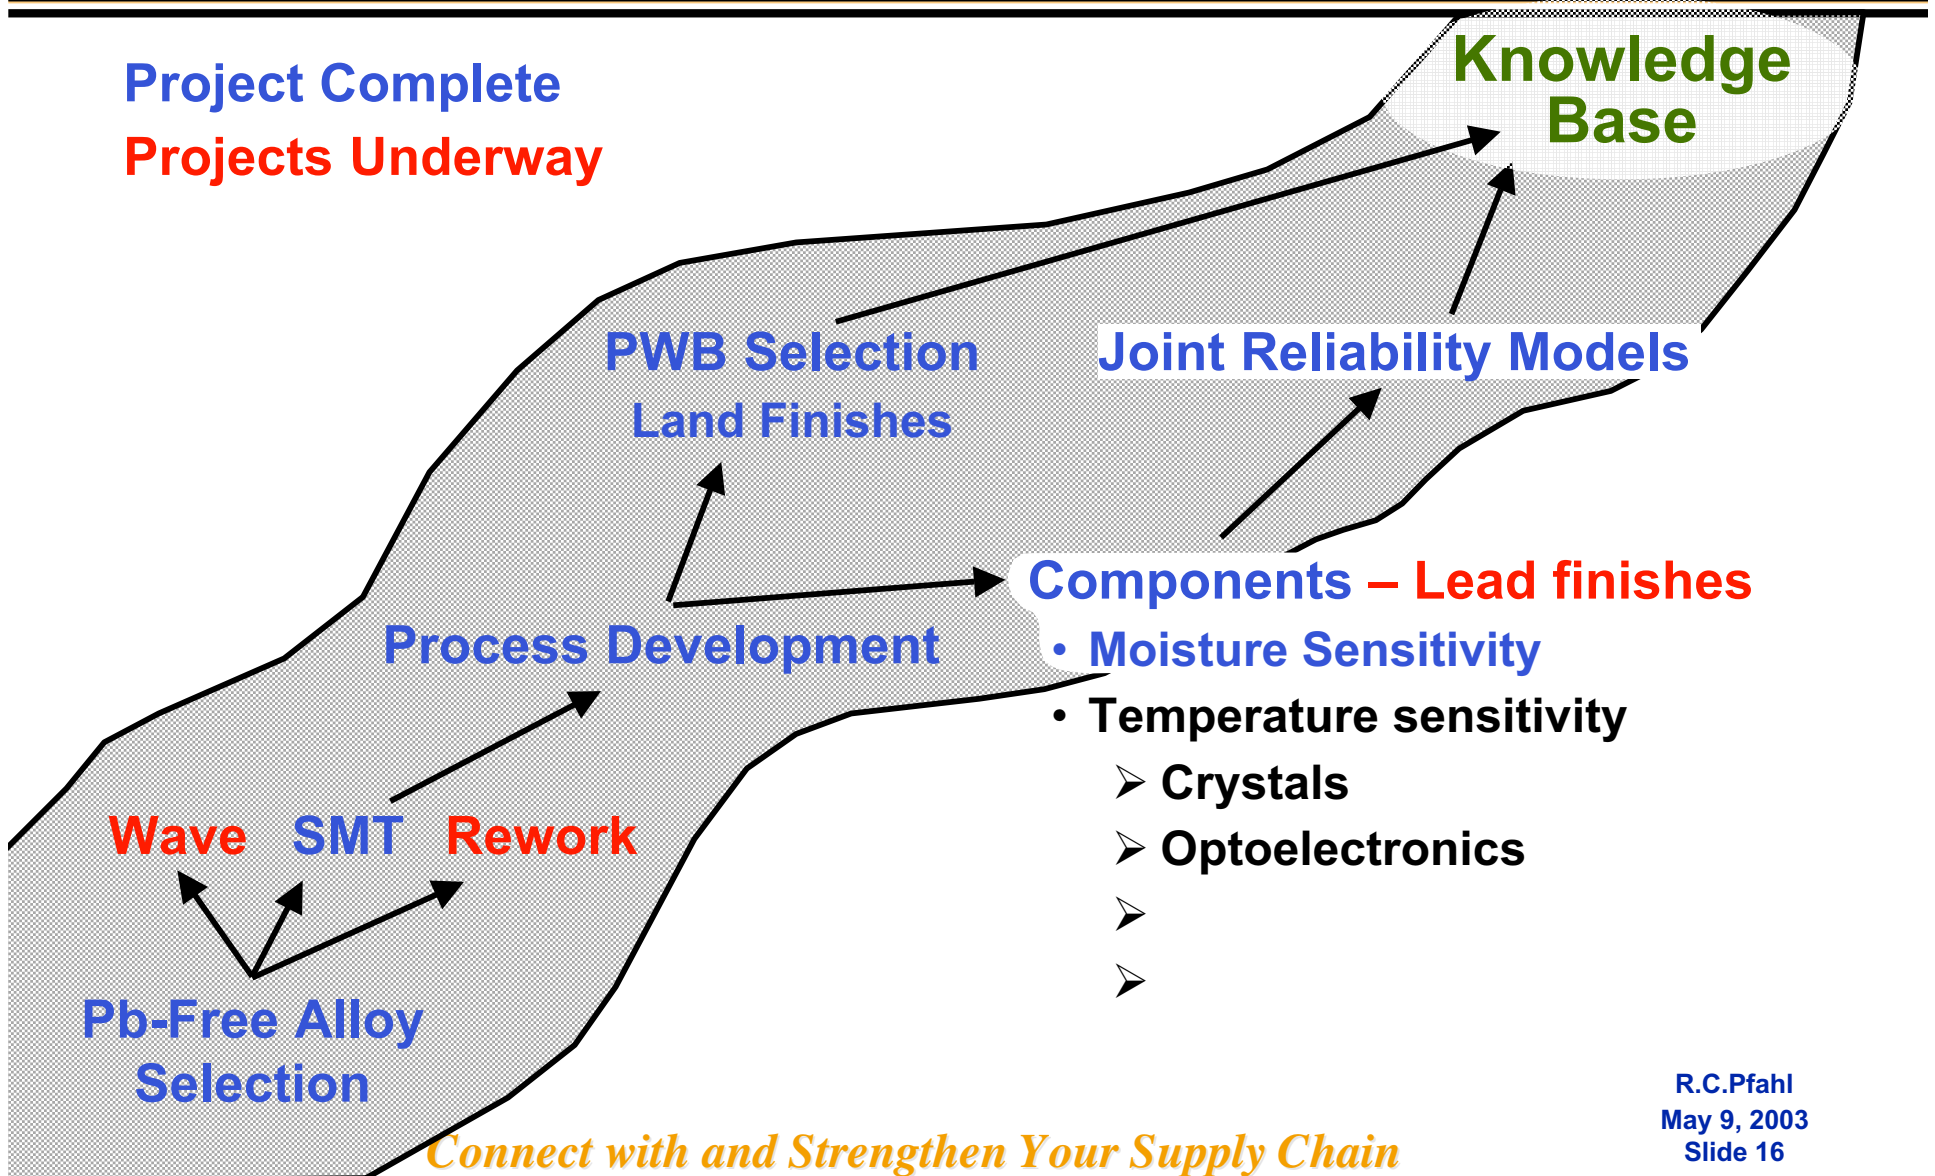 Project Complete
Projects Underway
Knowledge
Base
PWB Selection
Land Finishes
Joint Reliability Models
Process Development
Components – Lead finishes
• Moisture Sensitivity
• Temperature sensitivity
➢ Crystals
➢ Optoelectronics
➢
➢
Wave SMT Rework
Pb-Free Alloy
Selection
Connect with and Strengthen Your Supply Chain
R.C.Pfahl
May 9, 2003
Slide 16